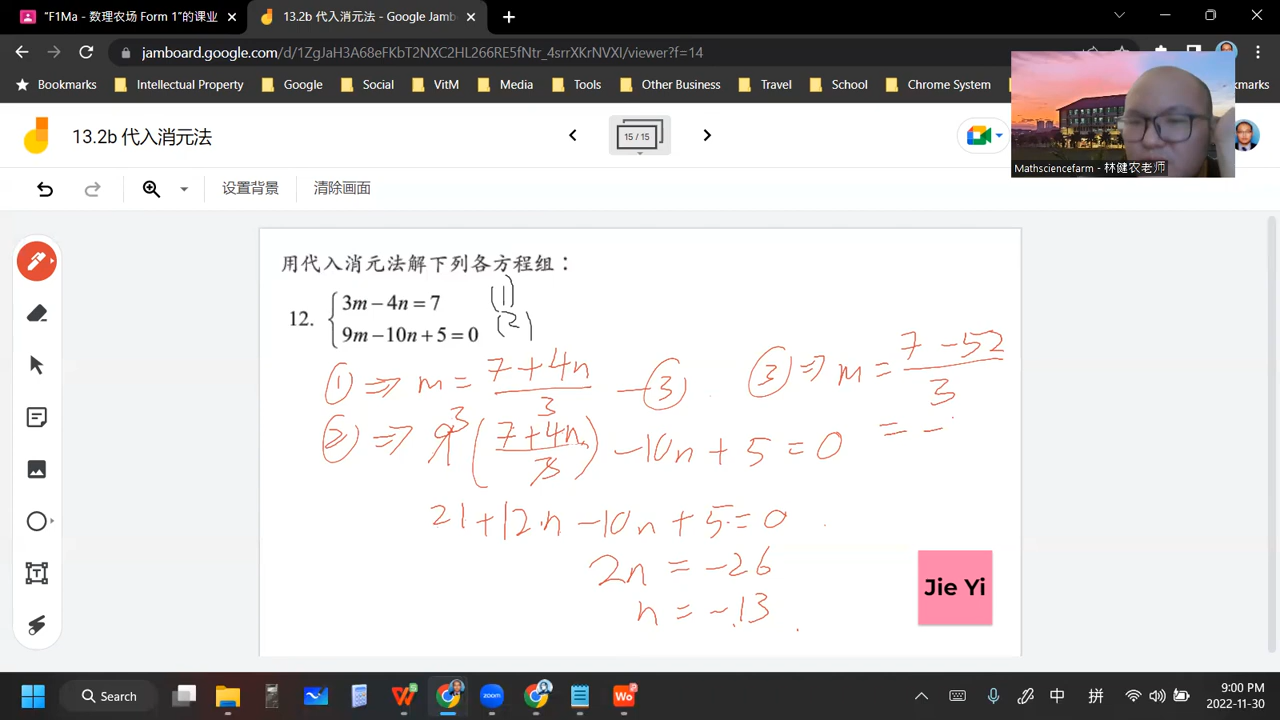 "F1Ma - 数理农场 Form 1"的课业
13.2b 代入消元法 - Google Jamb
jamboard.google.com/d/1ZgJaH3A68eFKbT2NXC2HL266RE5fNtr_4srrXKrNVXI/viewer?f=14
Bookmarks Intellectual Property Google Social VitM Media Tools Other Business Travel School Chrome System
Mathsciencefarm - 林健农老师
13.2b 代入消元法
15 / 15
设置背景 清除画面
用代入消元法解下列各方程组：
12. { 3m − 4n = 7 (1)
9m − 10n + 5 = 0 (2)
① ⇒ m = (7+4n)/3 —③
② ⇒ 9³ ((7+4n)/3) −10n + 5 = 0
21 + 12n − 10n + 5 = 0
2n = −26
n = −13
③ ⇒ m = (7 − 52)/3
= −
Jie Yi
Search
中 拼
9:00 PM
2022-11-30